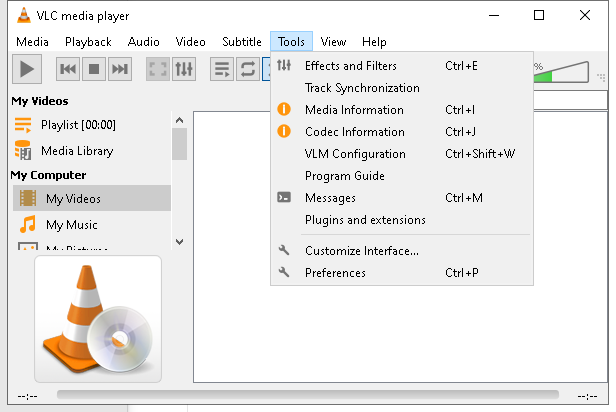 VLC media player
Media Playback Audio Video Subtitle Tools View Help
Effects and Filters Ctrl+E
%
Track Synchronization
My Videos
Media Information Ctrl+I
Playlist [00:00]
Codec Information Ctrl+J
Media Library
VLM Configuration Ctrl+Shift+W
My Computer
Program Guide
My Videos
Messages Ctrl+M
My Music
Plugins and extensions
My Pictures
Customize Interface...
Preferences Ctrl+P
--:-- --:--